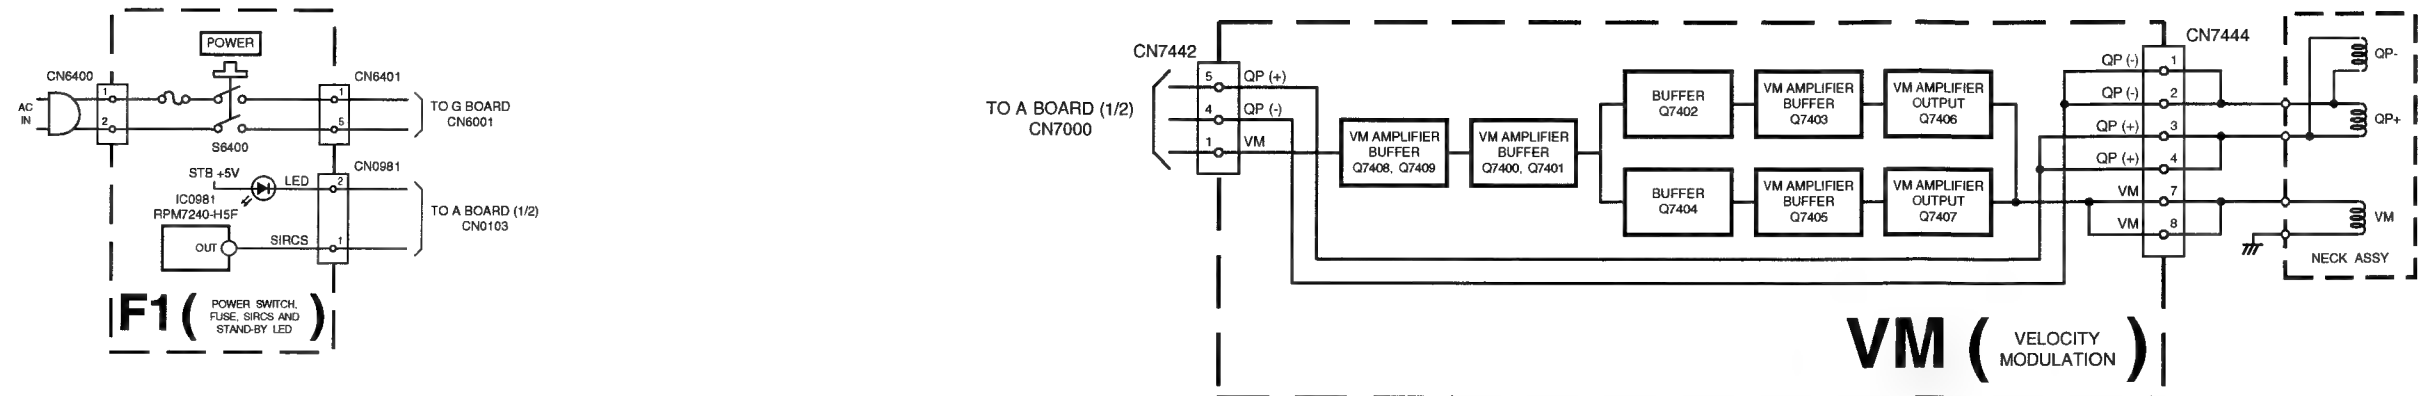 POWER
CN6400
CN6401
AC
IN
1
2
1
5
TO G BOARD
CN6001
S6400
CN0981
STB +5V
LED
2
IC0981
RPM7240-H5F
TO A BOARD (1/2)
CN0103
OUT
SIRCS
1
F1 (
POWER SWITCH,
FUSE, SIRCS AND
STAND-BY LED
)
CN7442
TO A BOARD (1/2)
CN7000
5
QP (+)
4
QP (-)
1
VM
VM AMPLIFIER
BUFFER
Q7408, Q7409
VM AMPLIFIER
BUFFER
Q7400, Q7401
BUFFER
Q7402
VM AMPLIFIER
BUFFER
Q7403
VM AMPLIFIER
OUTPUT
Q7406
BUFFER
Q7404
VM AMPLIFIER
BUFFER
Q7405
VM AMPLIFIER
OUTPUT
Q7407
CN7444
QP (-)
1
QP (-)
2
QP (+)
3
QP (+)
4
VM
7
VM
8
QP-
QP+
VM
NECK ASSY
VM (
VELOCITY
MODULATION
)